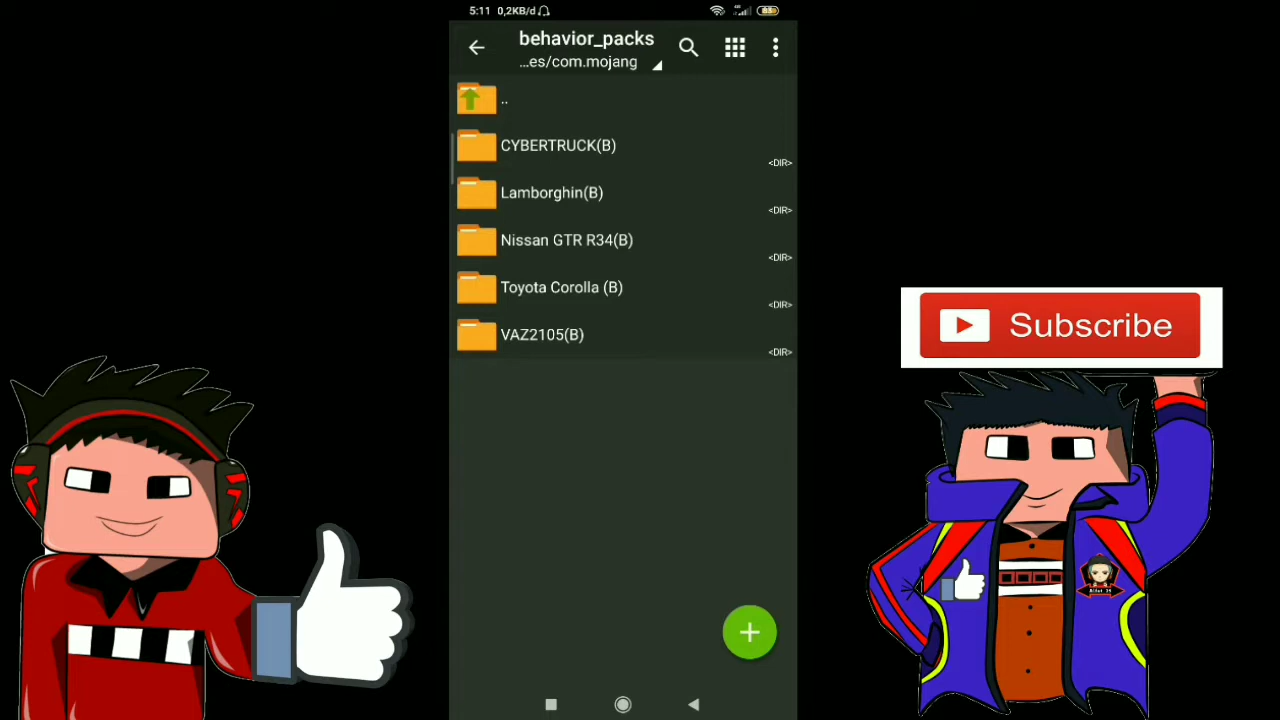 5:11 0,2KB/d
83
behavior_packs
...es/com.mojang
..
CYBERTRUCK(B)
<DIR>
Lamborghin(B)
<DIR>
Nissan GTR R34(B)
<DIR>
Toyota Corolla (B)
<DIR>
VAZ2105(B)
<DIR>
Subscribe